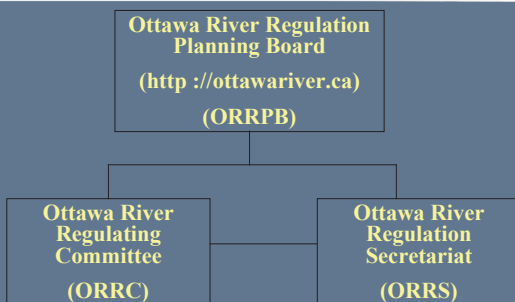 Ottawa River Regulation
Planning Board
(http ://ottawariver.ca)
(ORRPB)
Ottawa River
Regulating
Committee
(ORRC)
Ottawa River
Regulation
Secretariat
(ORRS)